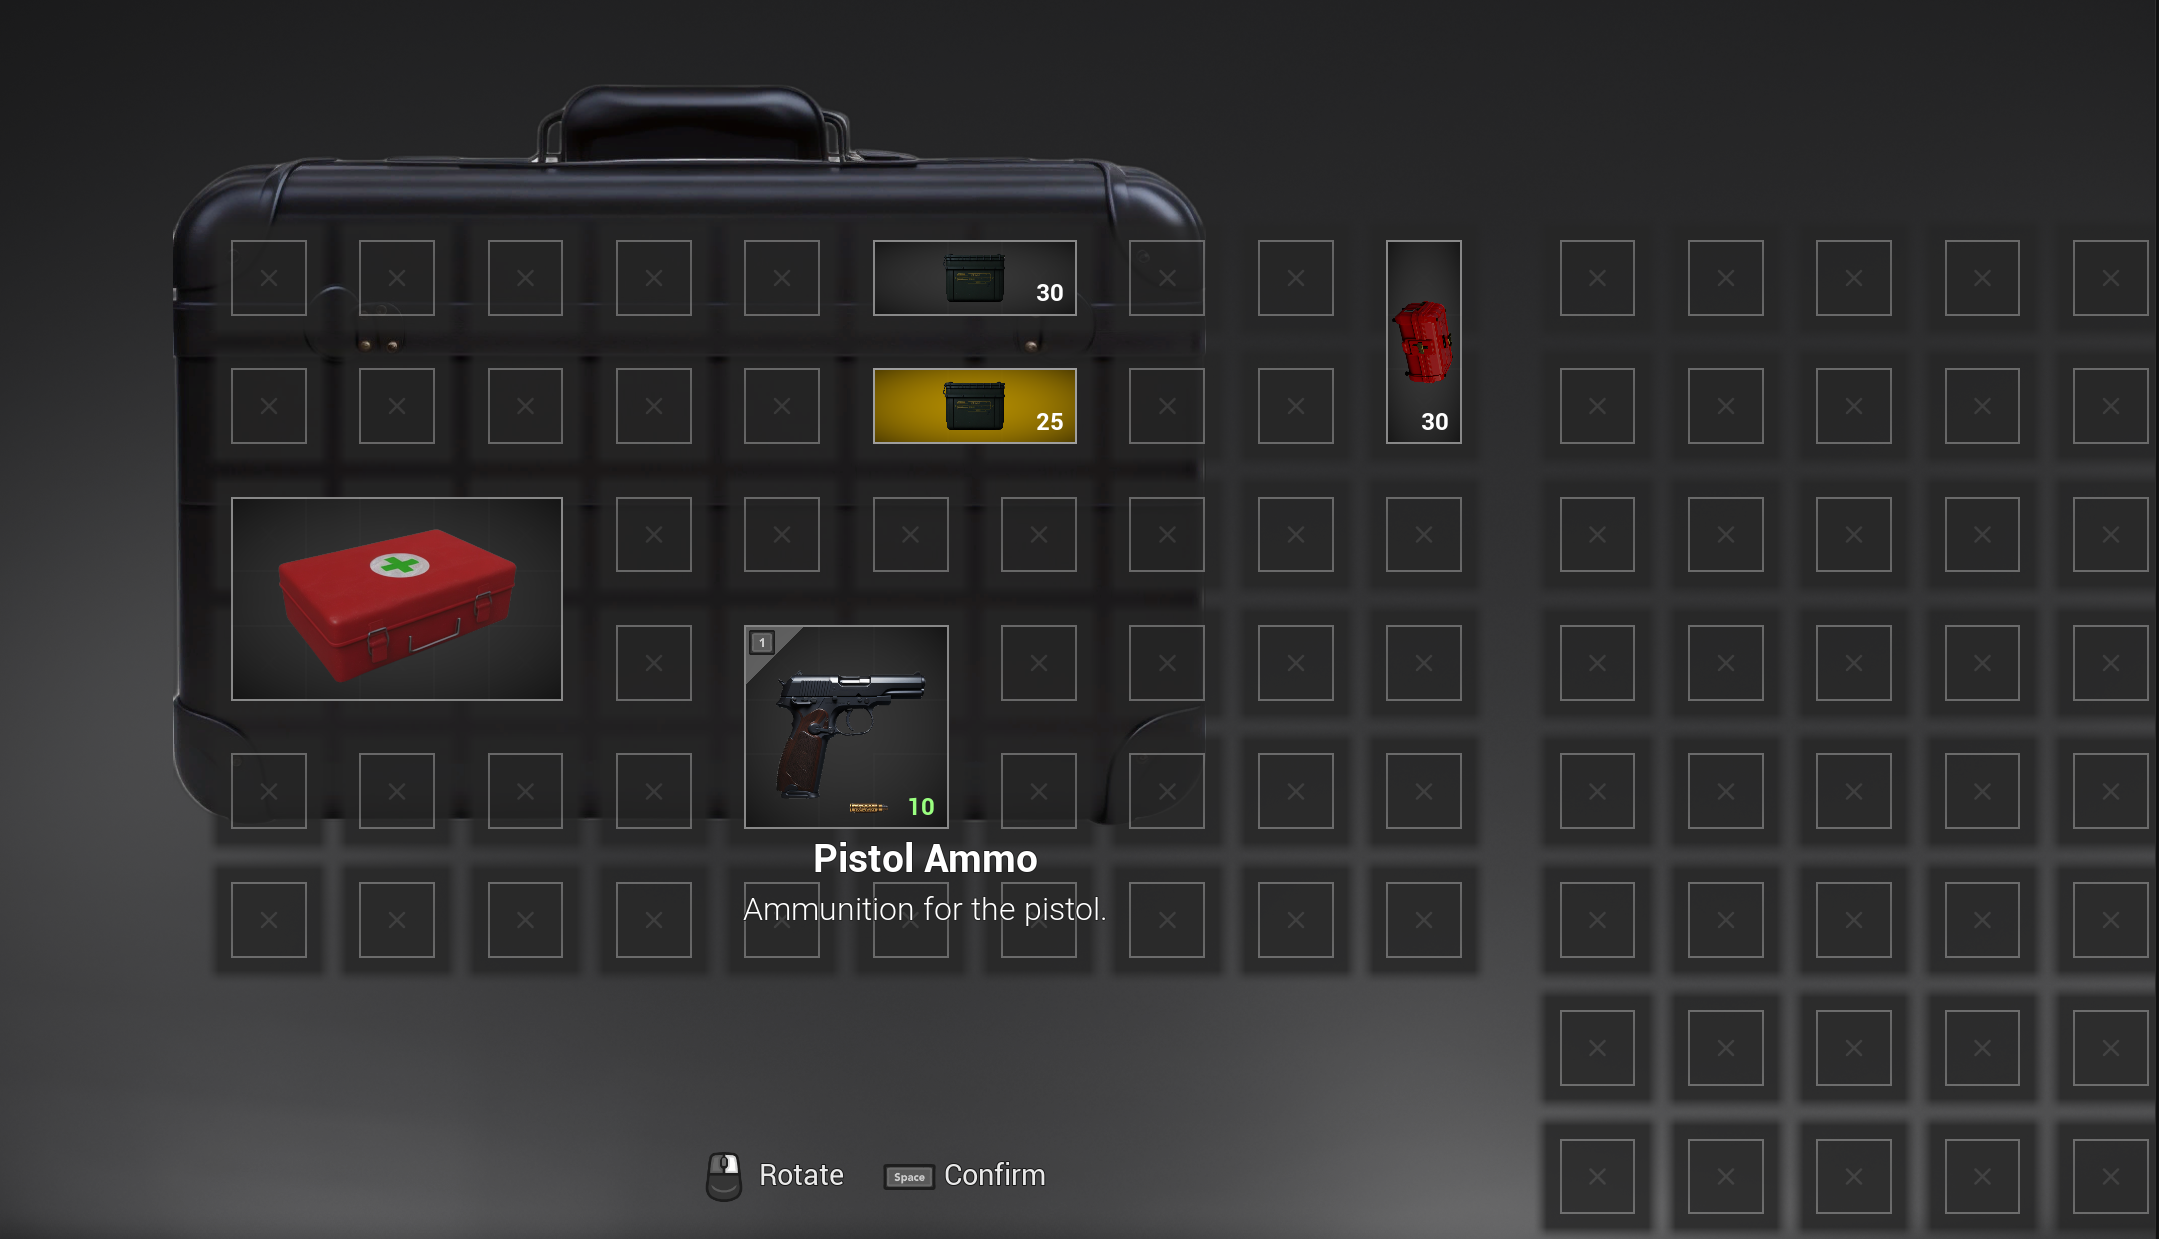 30
25
30
1
10
Pistol Ammo
Ammunition for the pistol.
Rotate
Space
Confirm